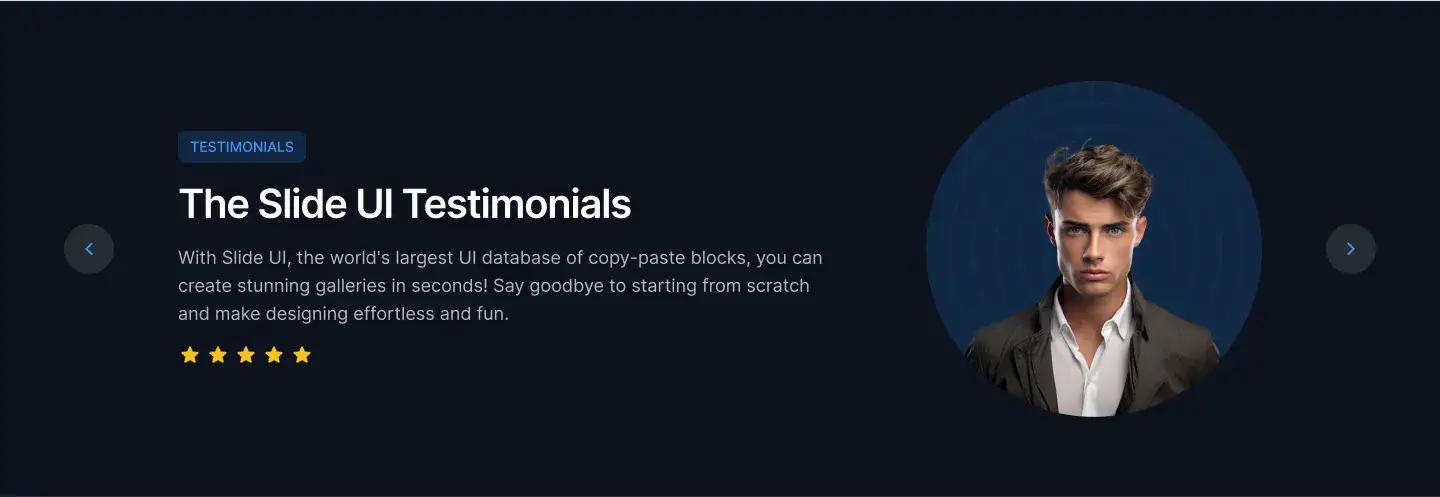 TESTIMONIALS
The Slide UI Testimonials
With Slide UI, the world's largest UI database of copy-paste blocks, you can
create stunning galleries in seconds! Say goodbye to starting from scratch
and make designing effortless and fun.